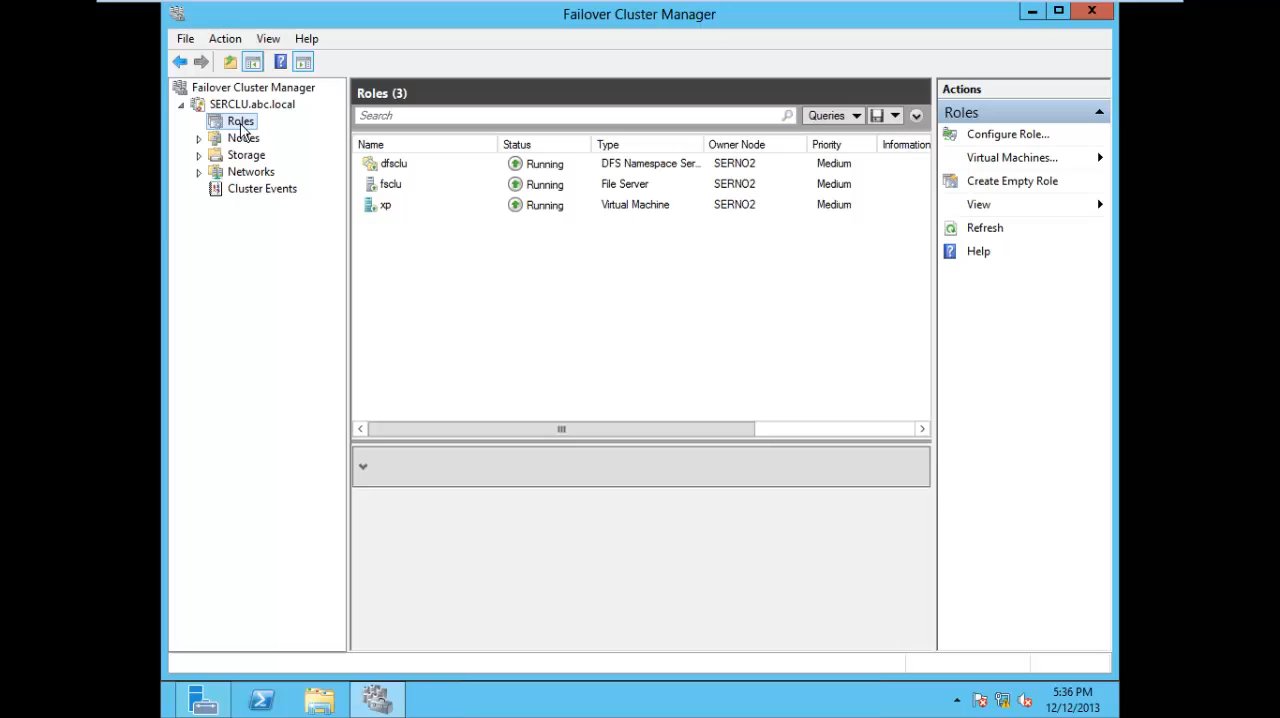 Failover Cluster Manager
File Action View Help
Failover Cluster Manager
SERCLU.abc.local
Roles
Nodes
Storage
Networks
Cluster Events
Roles (3)
Search
Queries
Name Status Type Owner Node Priority Information
dfsclu Running DFS Namespace Ser... SERNO2 Medium
fsclu Running File Server SERNO2 Medium
xp Running Virtual Machine SERNO2 Medium
Actions
Roles
Configure Role...
Virtual Machines...
Create Empty Role
View
Refresh
Help
5:36 PM
12/12/2013